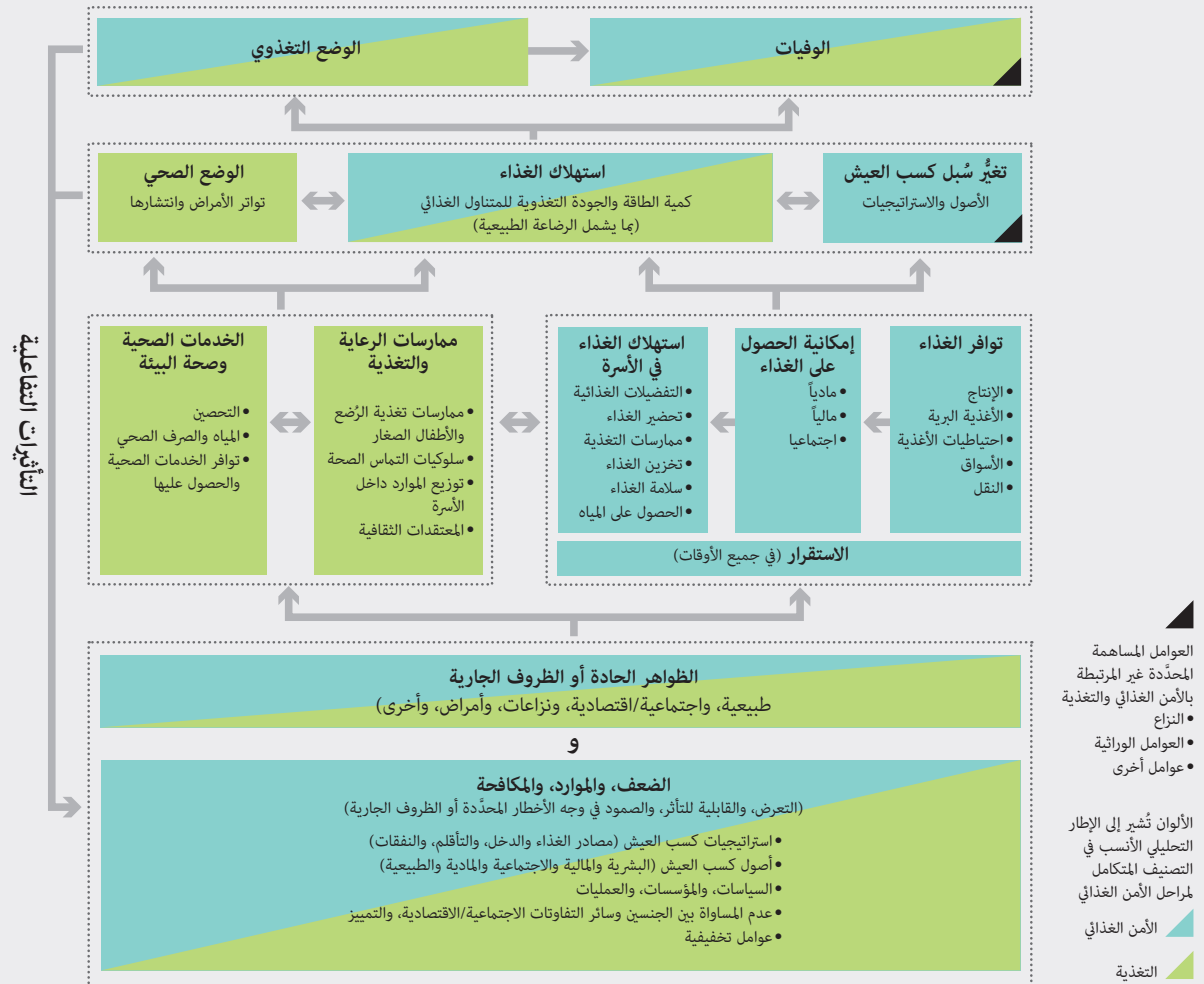 الوفيات
الوضع التغذوي
تغيُّر سُبل كسب العيش
الأصول والاستراتيجيات
استهلاك الغذاء
كمية الطاقة والجودة التغذوية للمتناول الغذائي
(بما يشمل الرضاعة الطبيعية)
الوضع الصحي
تواتر الأمراض وانتشارها
توافر الغذاء
•الإنتاج
•الأغذية البرية
•احتياطيات الأغذية
•الأسواق
•النقل
إمكانية الحصول
على الغذاء
•مادياً
•مالياً
•اجتماعيا
استهلاك الغذاء
في الأسرة
•التفضيلات الغذائية
•تحضير الغذاء
•ممارسات التغذية
•تخزين الغذاء
•سلامة الغذاء
•الحصول على المياه
الاستقرار (في جميع الأوقات)
ممارسات الرعاية
والتغذية
•ممارسات تغذية الرُضع
والأطفال الصغار
•سلوكيات التماس الصحة
•توزيع الموارد داخل
الأسرة
•المعتقدات الثقافية
الخدمات الصحية
وصحة البيئة
•التحصين
•المياه والصرف الصحي
•توافر الخدمات الصحية
والحصول عليها
التأثيرات التفاعلية
الظواهر الحادة أو الظروف الجارية
طبيعية، واجتماعية/اقتصادية، ونزاعات، وأمراض، وأخرى)
و
الضعف، والموارد، والمكافحة
(التعرض، والقابلية للتأثر، والصمود في وجه الأخطار المحدَّدة أو الظروف الجارية)
•استراتيجيات كسب العيش (مصادر الغذاء والدخل، والتأقلم، والنفقات)
•أصول كسب العيش (البشرية والمالية والاجتماعية والمادية والطبيعية)
•السياسات، والمؤسسات، والعمليات
•عدم المساواة بين الجنسين وسائر التفاوتات الاجتماعية/الاقتصادية، والتمييز
•عوامل تخفيفية
العوامل المساهمة
المحدَّدة غير المرتبطة
بالأمن الغذائي والتغذية
•النزاع
•العوامل الوراثية
•عوامل أخرى
الألوان تُشير إلى الإطار
التحليلي الأنسب في
التصنيف المتكامل
لمراحل الأمن الغذائي
الأمن الغذائي
التغذية